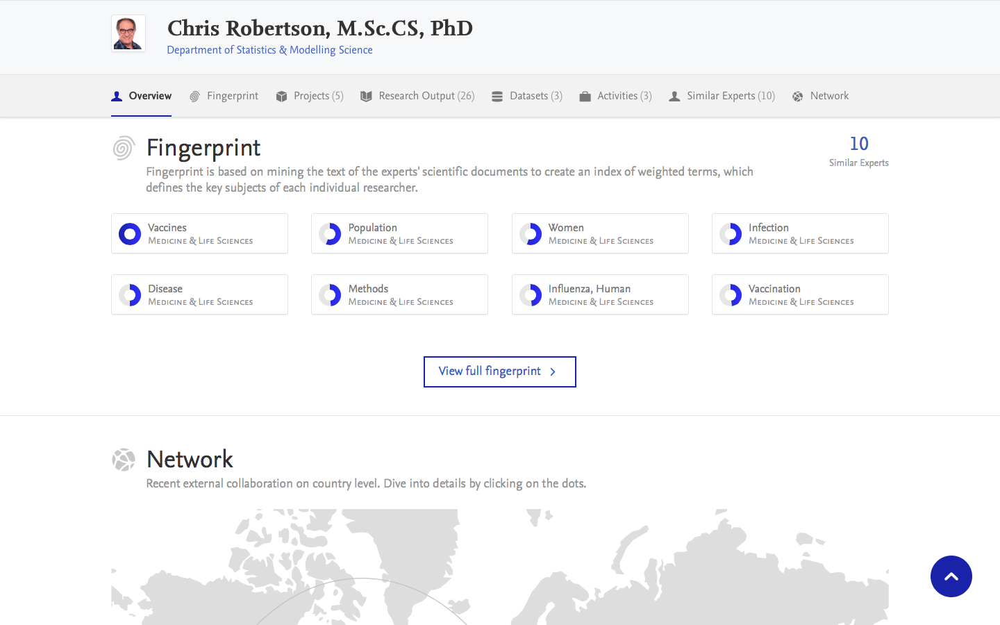 Chris Robertson, M.Sc.CS, PhD
Department of Statistics & Modelling Science
Overview
Fingerprint
Projects (5)
Research Output (26)
Datasets (3)
Activities (3)
Similar Experts (10)
Network
Fingerprint
Fingerprint is based on mining the text of the experts' scientific documents to create an index of weighted terms, which
defines the key subjects of each individual researcher.
10
Similar Experts
Vaccines
Medicine & Life Sciences
Population
Medicine & Life Sciences
Women
Medicine & Life Sciences
Infection
Medicine & Life Sciences
Disease
Medicine & Life Sciences
Methods
Medicine & Life Sciences
Influenza, Human
Medicine & Life Sciences
Vaccination
Medicine & Life Sciences
View full fingerprint
Network
Recent external collaboration on country level. Dive into details by clicking on the dots.